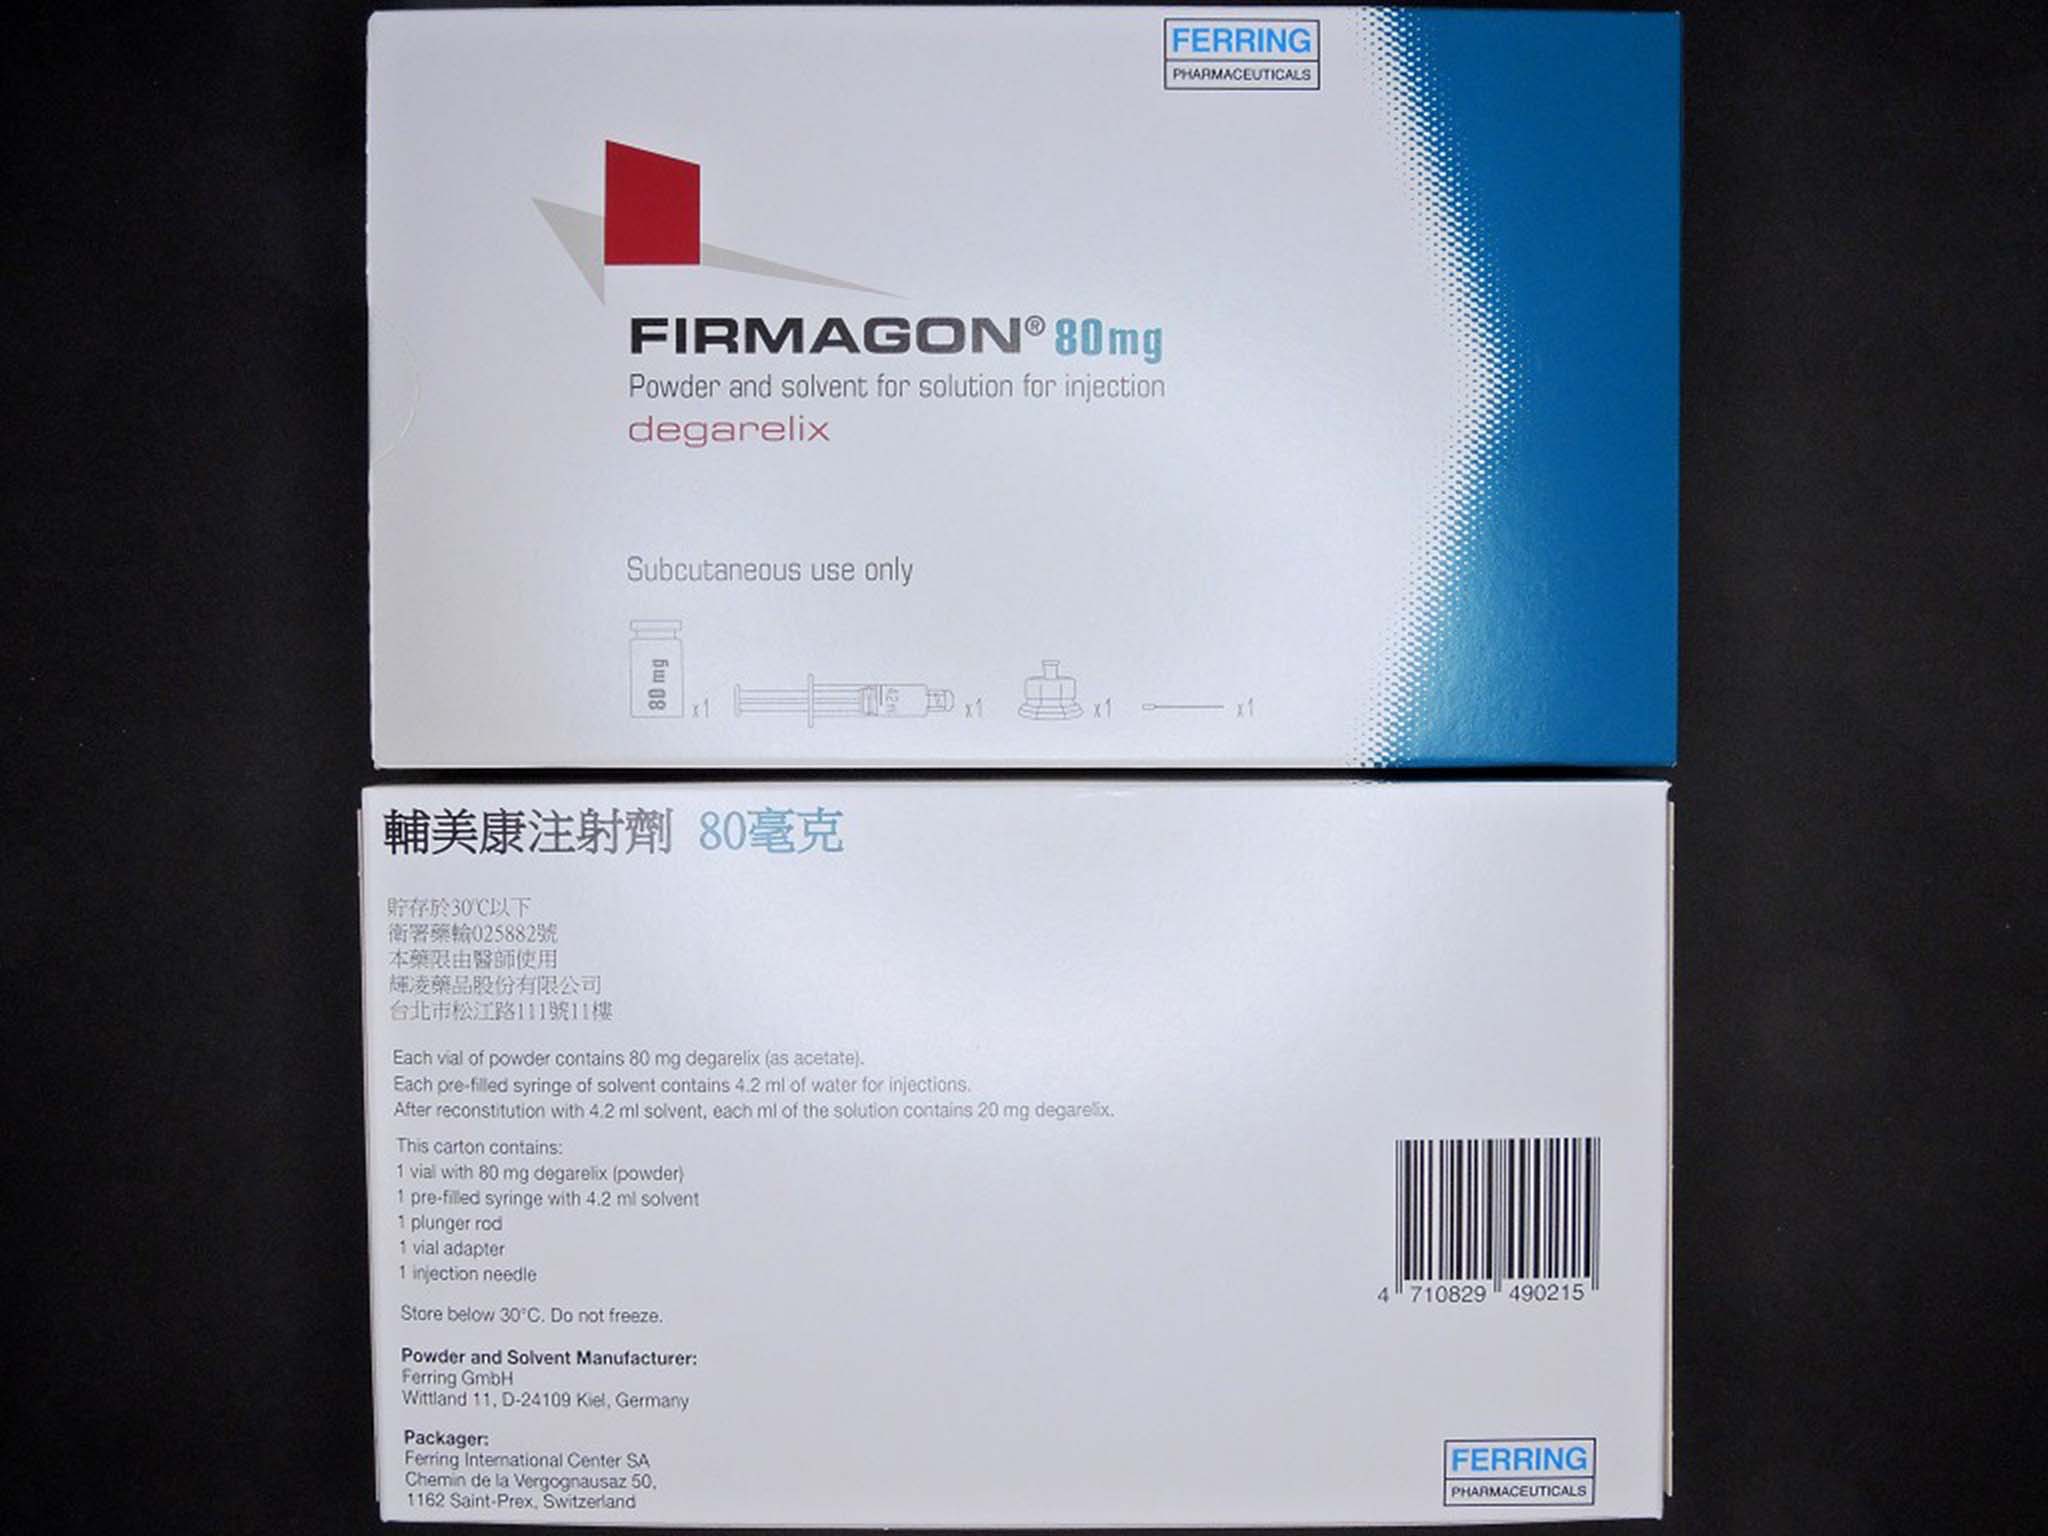 FERRING
PHARMACEUTICALS
FIRMAGON® 80mg
Powder and solvent for solution for injection
degarelix
Subcutaneous use only
80 mg
x1
x1
x1
x1
輔美康注射劑 80毫克
貯存於30℃以下
衛署藥輸025882號
本藥限由醫師使用
輝凌藥品股份有限公司
台北市松江路111號11樓
Each vial of powder contains 80 mg degarelix (as acetate).
Each pre-filled syringe of solvent contains 4.2 ml of water for injections.
After reconstitution with 4.2 ml solvent, each ml of the solution contains 20 mg degarelix.
This carton contains:
1 vial with 80 mg degarelix (powder)
1 pre-filled syringe with 4.2 ml solvent
1 plunger rod
1 vial adapter
1 injection needle
Store below 30°C. Do not freeze.
Powder and Solvent Manufacturer:
Ferring GmbH
Wittland 11, D-24109 Kiel, Germany
Packager:
Ferring International Center SA
Chemin de la Vergognausaz 50,
1162 Saint-Prex, Switzerland
4 710829 490215
FERRING
PHARMACEUTICALS